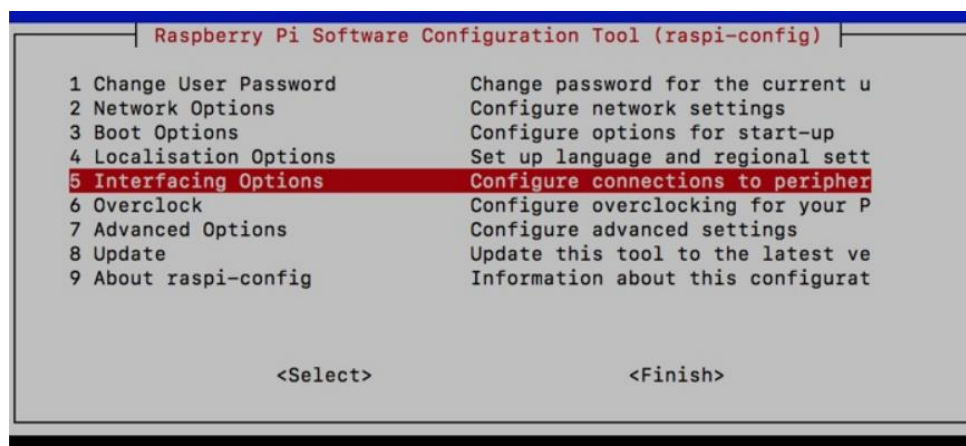 Raspberry Pi Software Configuration Tool (raspi-config)
1 Change User Password Change password for the current u
2 Network Options Configure network settings
3 Boot Options Configure options for start-up
4 Localisation Options Set up language and regional sett
5 Interfacing Options Configure connections to peripher
6 Overclock Configure overclocking for your P
7 Advanced Options Configure advanced settings
8 Update Update this tool to the latest ve
9 About raspi-config Information about this configurat
<Select> <Finish>